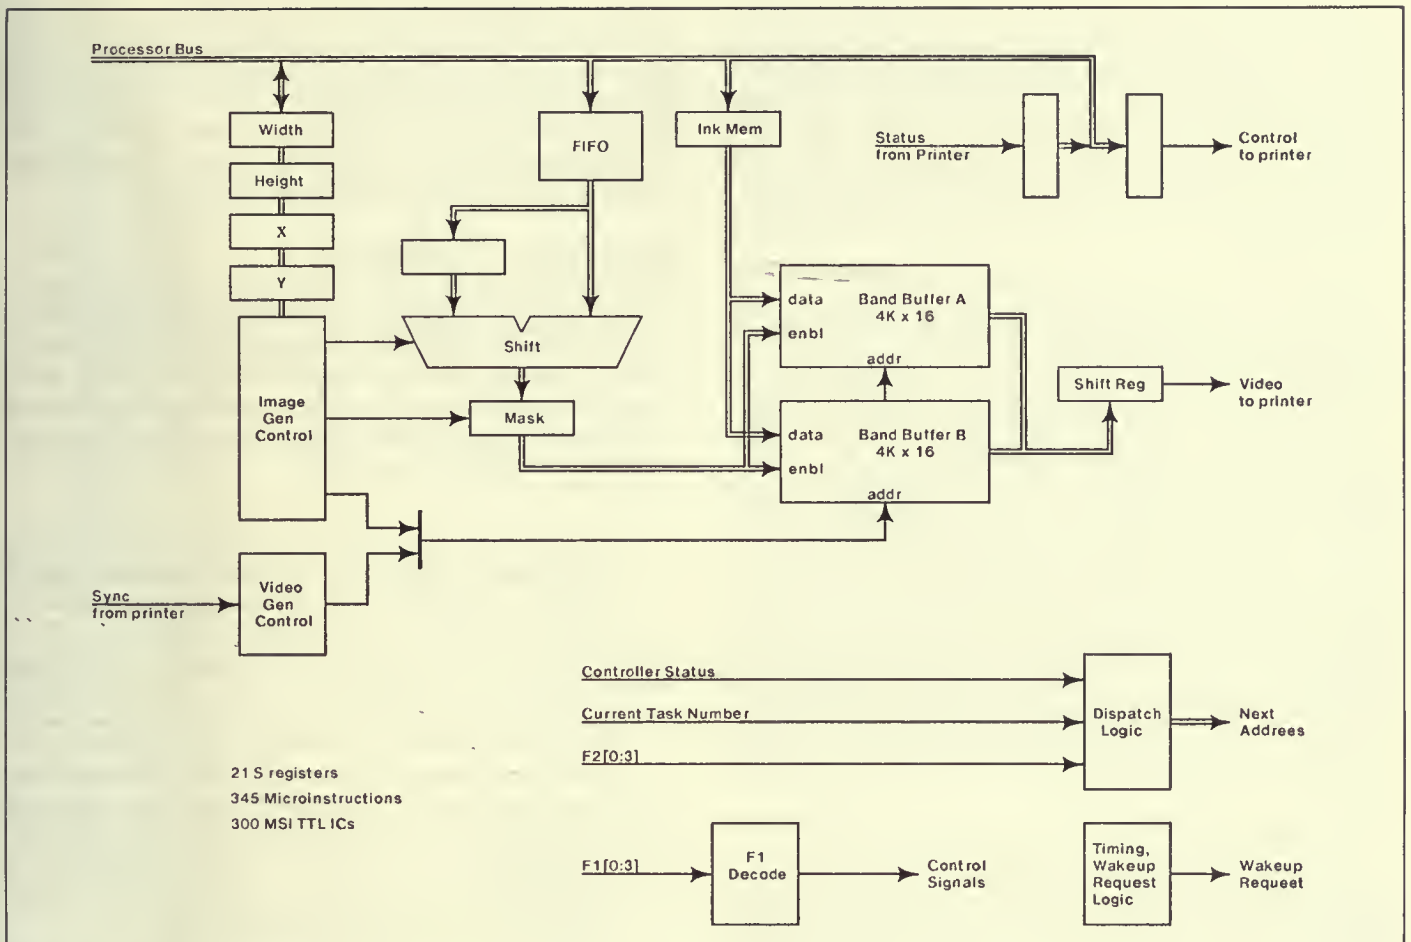 Processor Bus
Width
Height
X
Y
FIFO
Ink Mem
Status
from Printer
Control
to printer
Shift
Mask
Image
Gen
Control
data
Band Buffer A
4K x 16
enbl
addr
data
Band Buffer B
4K x 16
enbl
addr
Shift Reg
Video
to printer
Sync
from printer
Video
Gen
Control
Controller Status
Current Task Number
F2[0:3]
Dispatch
Logic
Next
Addrees
21 S registers
345 Microinstructions
300 MSI TTL ICs
F1[0:3]
F1
Decode
Control
Signals
Timing,
Wakeup
Request
Logic
Wakeup
Requeet